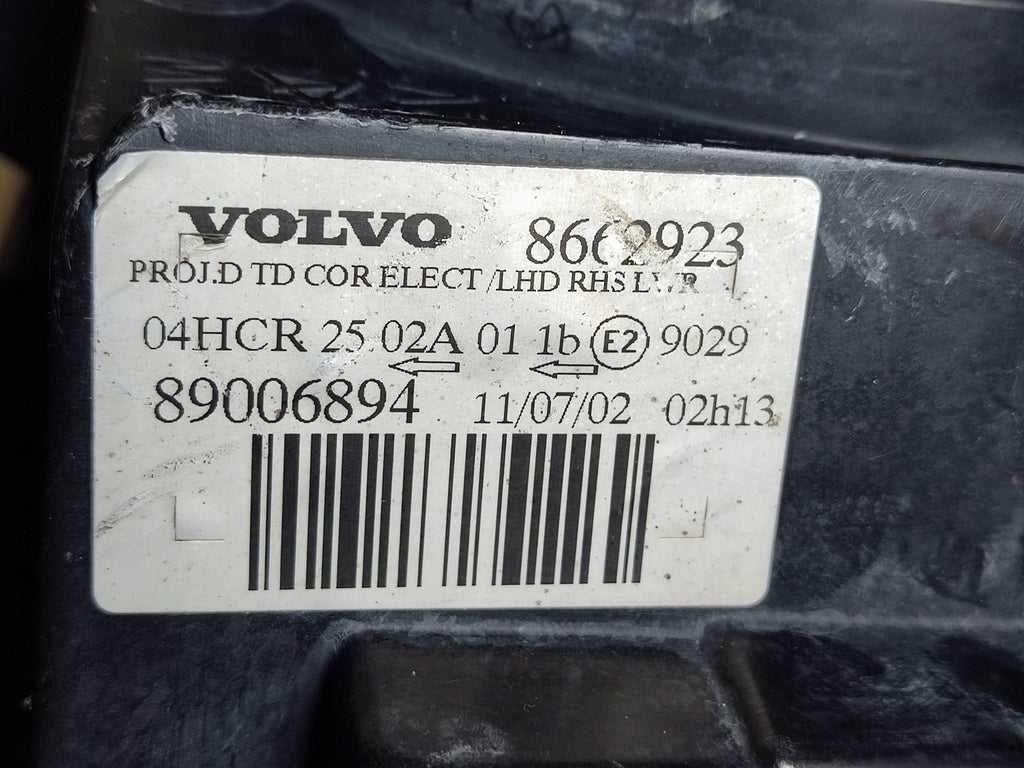 VOLVO 8662923
PROJ.D TD COR ELECT /LHD RHS LWR
04HCR 25 02A 01 1b E2 9029
89006894 11/07/02 02h13